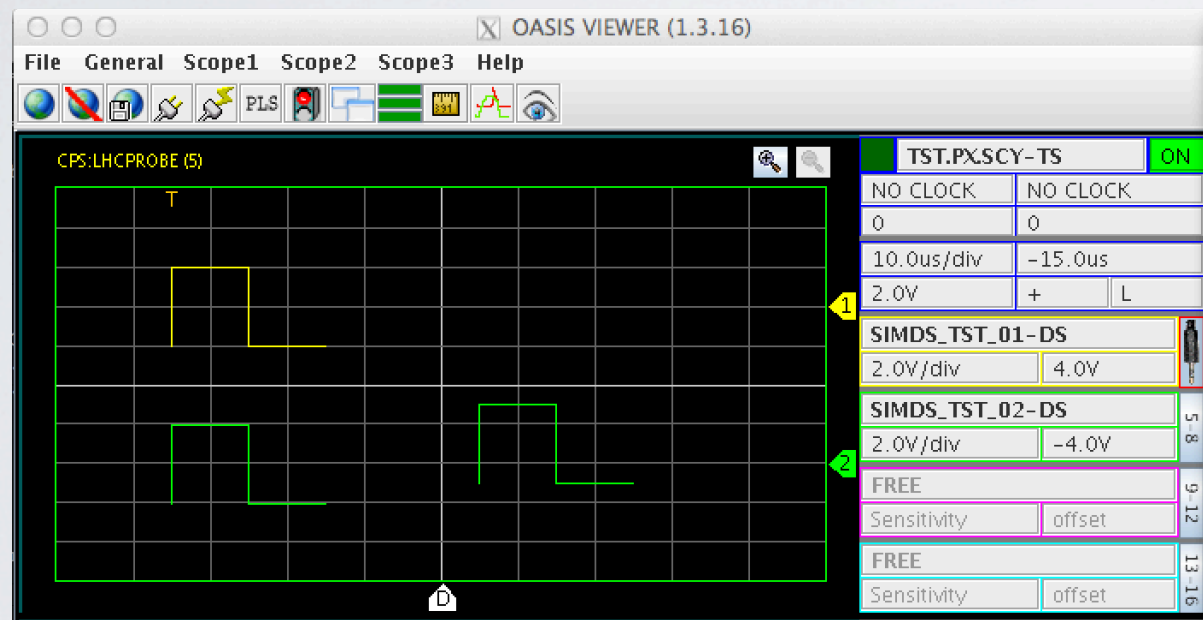 X OASIS VIEWER (1.3.16)
File General Scope1 Scope2 Scope3 Help
PLS 391
CPS:LHCPROBE (5)
T
1
2
D
TST.PX.SCY-TS ON
NO CLOCK NO CLOCK
0 0
10.0us/div -15.0us
2.0V + L
SIMDS_TST_01-DS
2.0V/div 4.0V
SIMDS_TST_02-DS
2.0V/div -4.0V
5-8
FREE
Sensitivity offset
9-12
FREE
Sensitivity offset
13-16